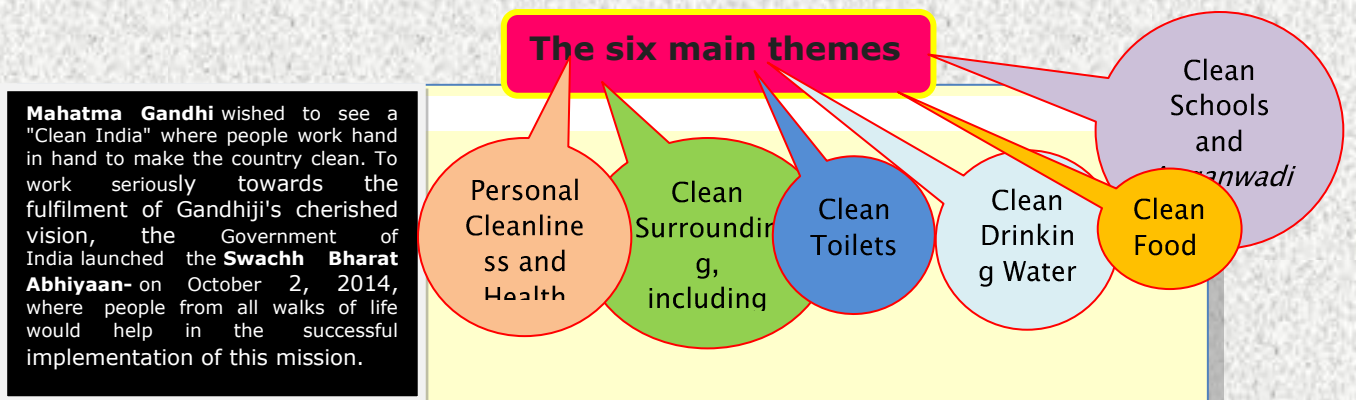 The six main themes
Mahatma Gandhi wished to see a
"Clean India" where people work hand
in hand to make the country clean. To
work seriously towards the
fulfilment of Gandhiji's cherished
vision, the Government of
India launched the Swachh Bharat
Abhiyaan- on October 2, 2014,
where people from all walks of life
would help in the successful
implementation of this mission.
Personal
Cleanline
ss and
Health
Clean
Surroundin
g,
including
Clean
Toilets
Clean
Drinkin
g Water
Clean
Food
Clean
Schools
and